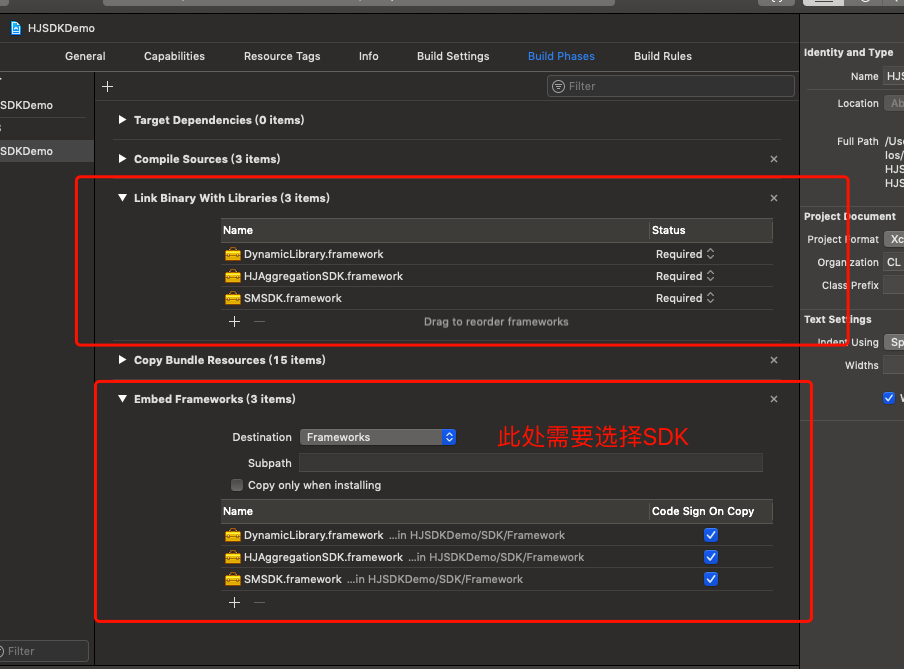 HJSDKDemo
General Capabilities Resource Tags Info Build Settings Build Phases Build Rules
Filter
SDKDemo
SDKDemo
Target Dependencies (0 items)
Compile Sources (3 items)
Link Binary With Libraries (3 items)
Name Status
DynamicLibrary.framework Required
HJAggregationSDK.framework Required
SMSDK.framework Required
Drag to reorder frameworks
Copy Bundle Resources (15 items)
Embed Frameworks (3 items)
Destination Frameworks
此处需要选择SDK
Subpath
Copy only when installing
Name Code Sign On Copy
DynamicLibrary.framework ...in HJSDKDemo/SDK/Framework
HJAggregationSDK.framework ...in HJSDKDemo/SDK/Framework
SMSDK.framework ...in HJSDKDemo/SDK/Framework
Filter
Identity and Type
Name HJS
Location Ab
Full Path /Use
los/
HJS
HJS
Project Document
Project Format Xc
Organization CL
Class Prefix
Text Settings
Indent Using Sp
Widths